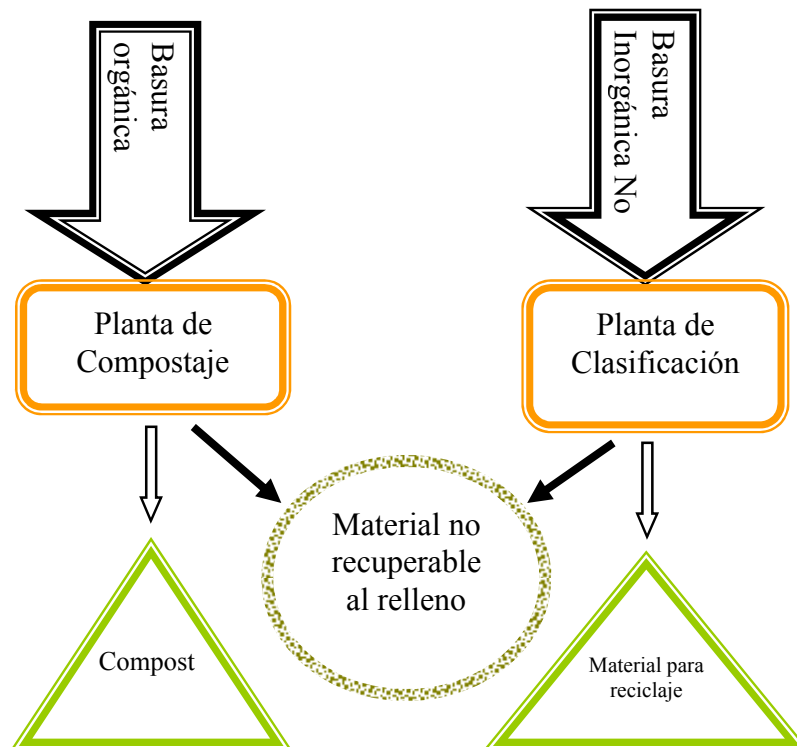 Basura
orgánica
Basura
Inorgánica No
Planta de
Compostaje
Planta de
Clasificación
Material no
recuperable
al relleno
Compost
Material para
reciclaje